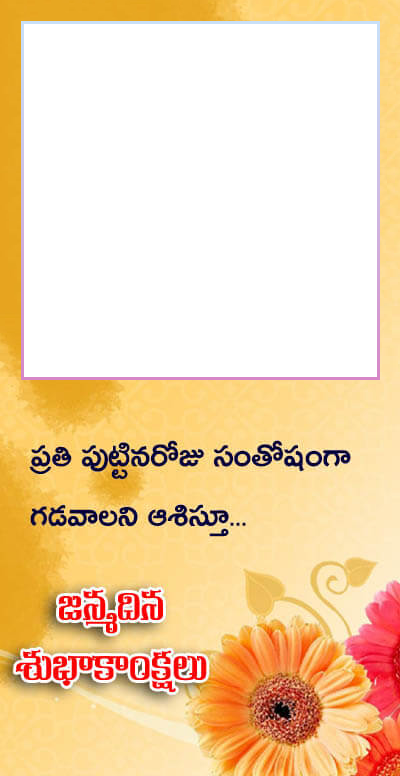 ప్రతి పుట్టినరోజు సంతోషంగా
గడవాలని ఆశిస్తూ...
జన్మదిన
శుభాకాంక్షలు